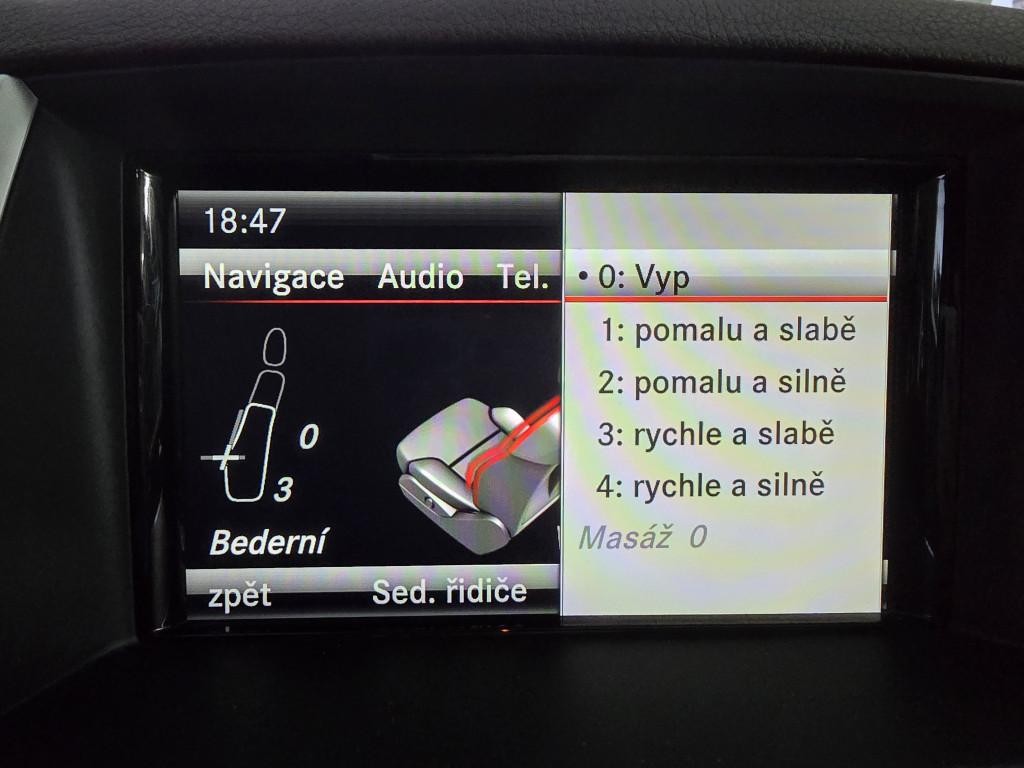 18:47
Navigace Audio Tel.
0
3
Bederní
zpět Sed. řidiče
• 0: Vyp
1: pomalu a slabě
2: pomalu a silně
3: rychle a slabě
4: rychle a silně
Masáž 0